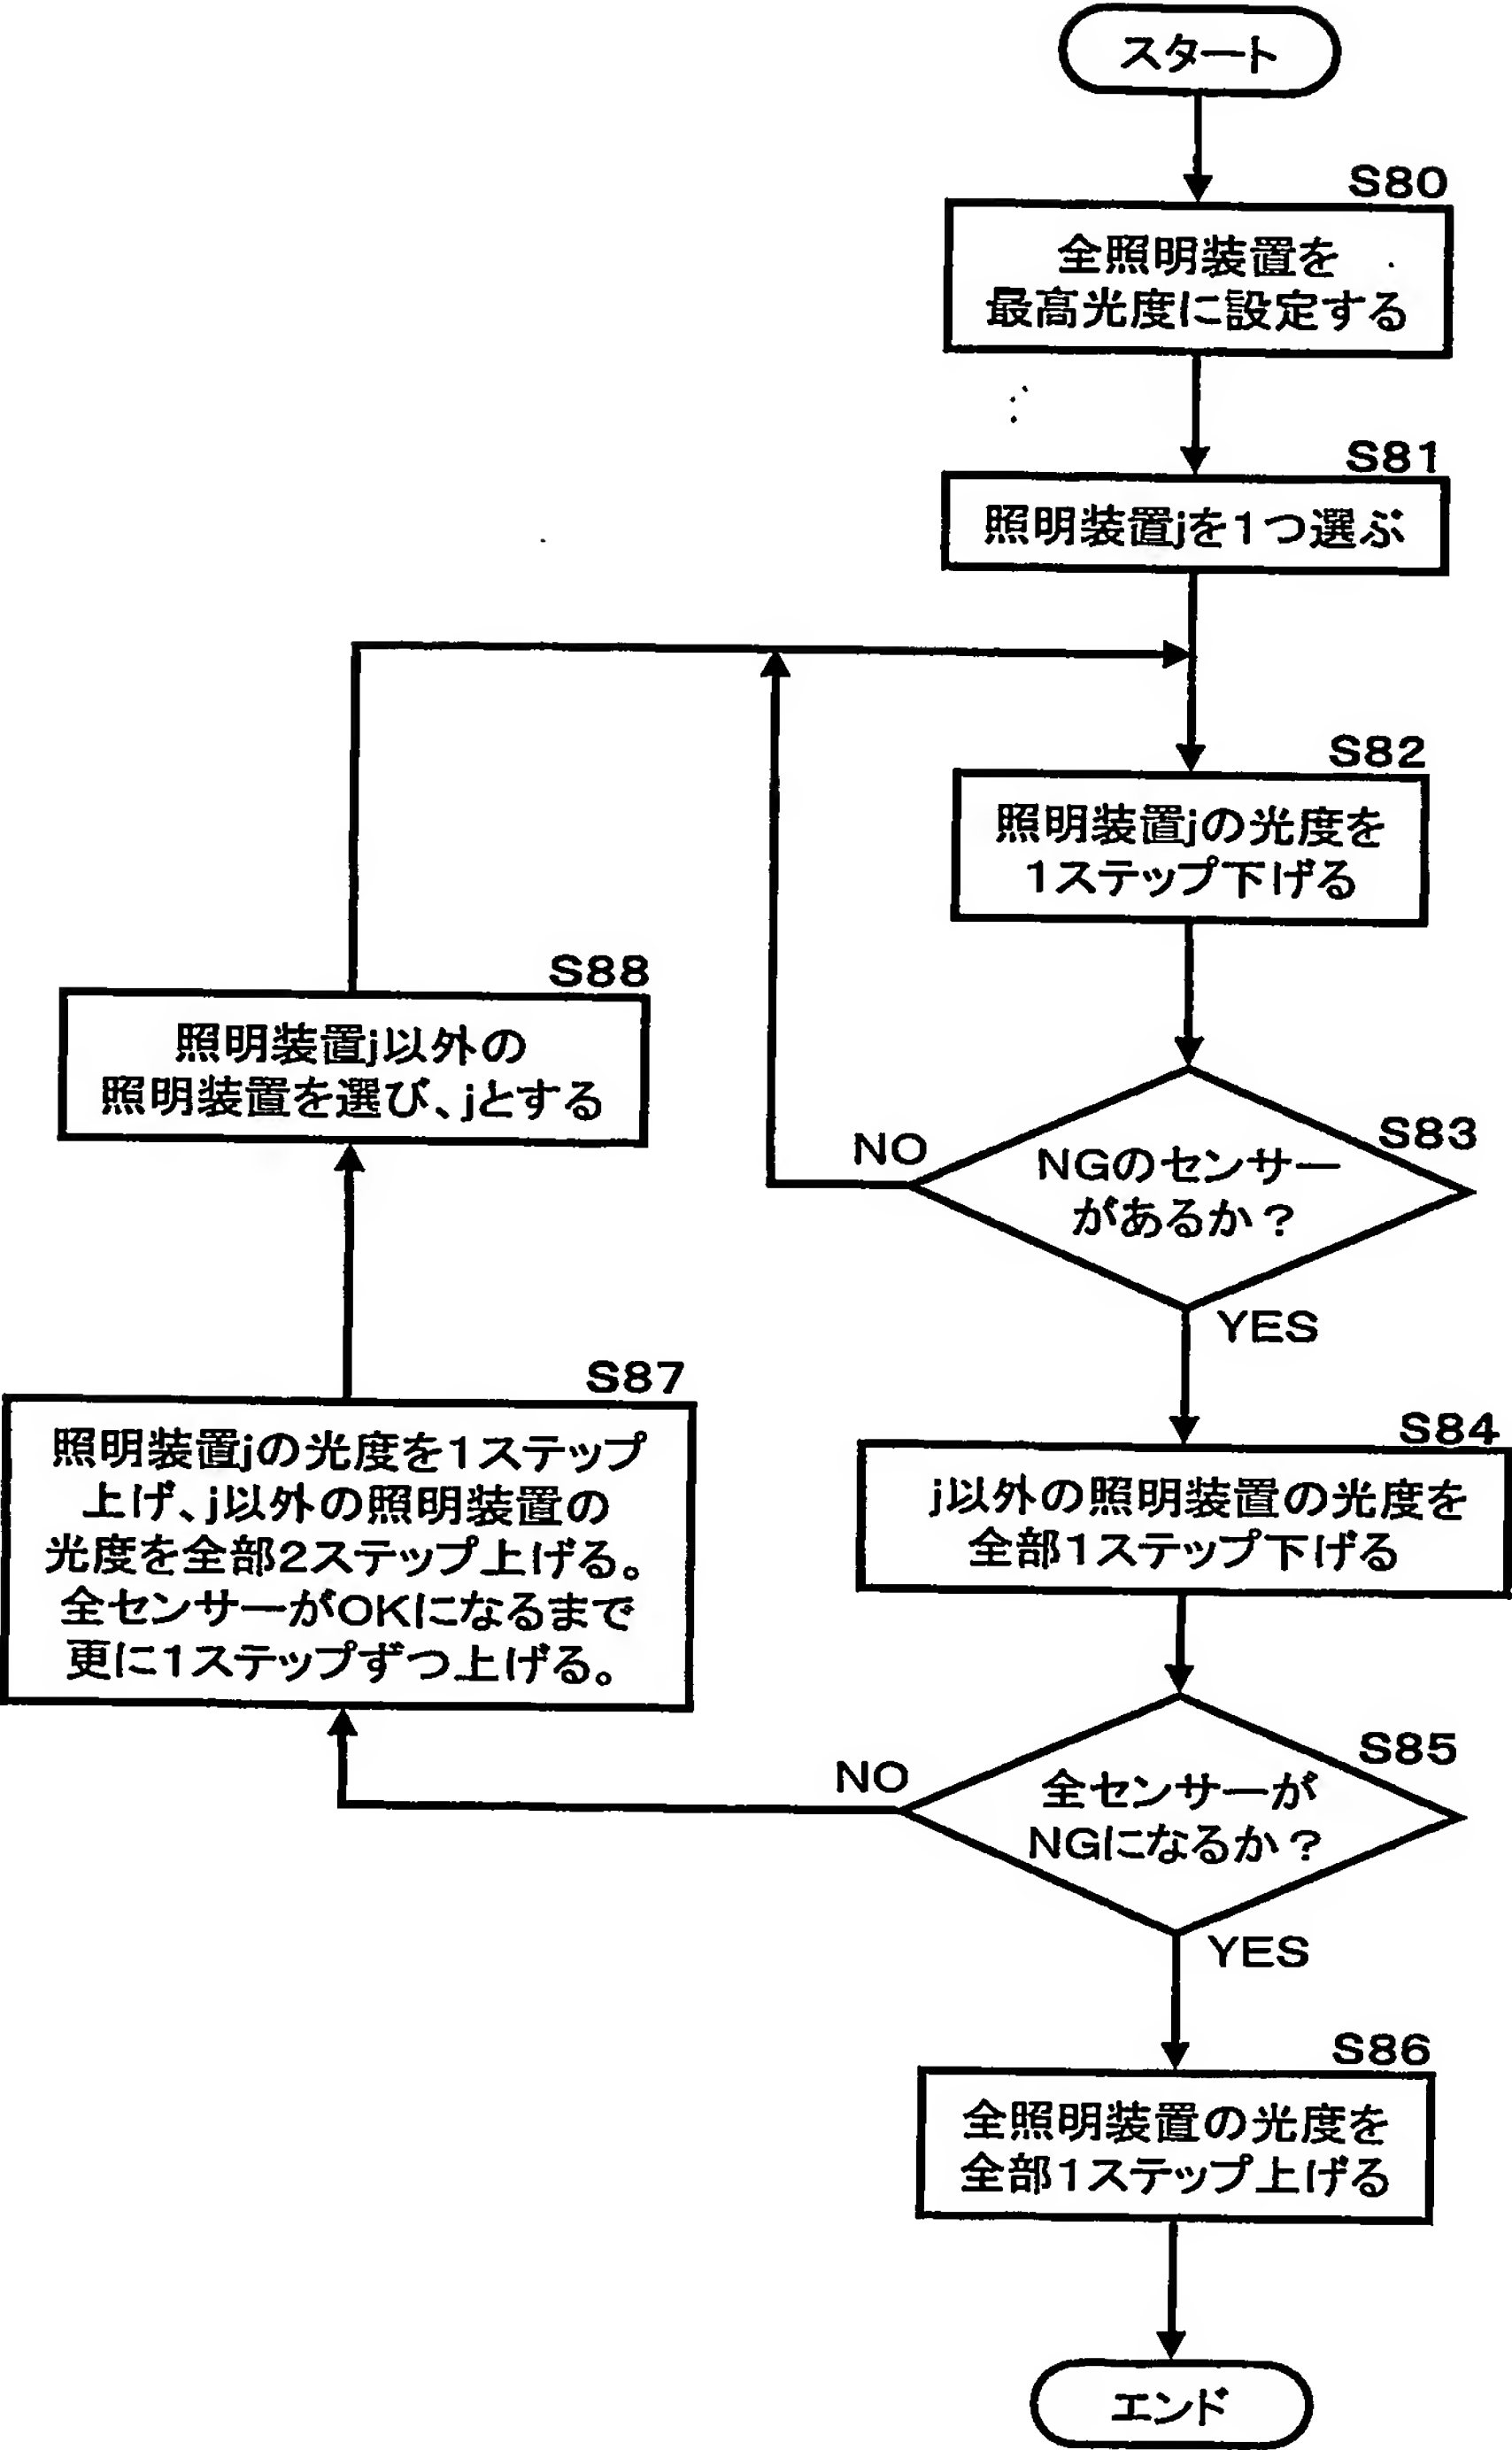 スタート
S80
全照明装置を
最高光度に設定する
S81
照明装置jを1つ選ぶ
S82
照明装置jの光度を
1ステップ下げる
S83
NGのセンサー
があるか?
NO
YES
S84
j以外の照明装置の光度を
全部1ステップ下げる
S85
全センサーが
NGになるか?
NO
YES
S86
全照明装置の光度を
全部1ステップ上げる
エンド
S87
照明装置jの光度を1ステップ
上げ、j以外の照明装置の
光度を全部2ステップ上げる。
全センサーがOKになるまで
更に1ステップずつ上げる。
S88
照明装置j以外の
照明装置を選び、jとする